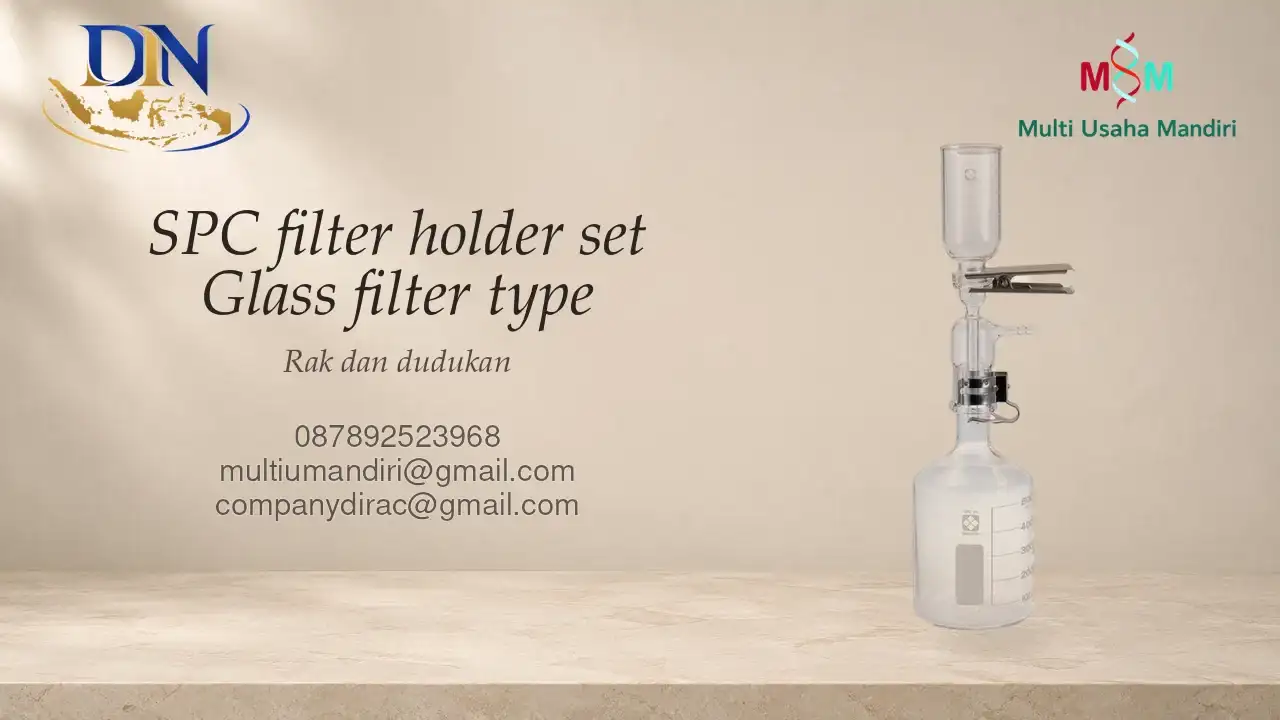 DIN
M M
Multi Usaha Mandiri
SPC filter holder set
Glass filter type
Rak dan dudukan
087892523968
multiumandiri@gmail.com
companydirac@gmail.com